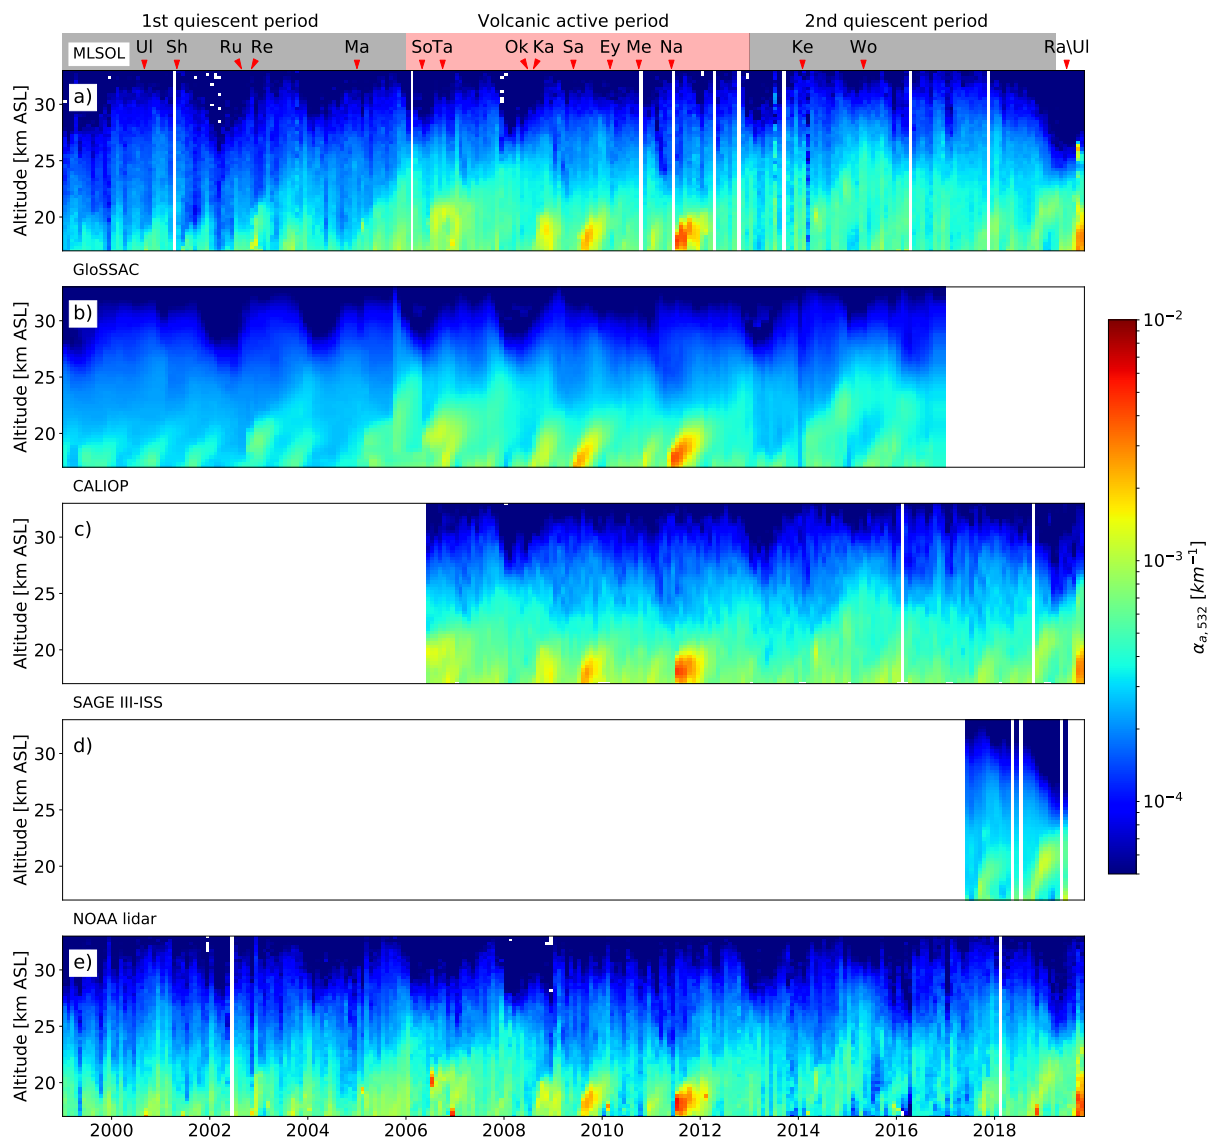 1st quiescent period Volcanic active period 2nd quiescent period
MLSOL Ul Sh Ru Re Ma So Ta Ok Ka Sa Ey Me Na Ke Wo Ra\Ul
a)
30
25
20
Altitude [km ASL]
GloSSAC
b)
30
25
20
Altitude [km ASL]
CALIOP
c)
30
25
20
Altitude [km ASL]
SAGE III-ISS
d)
30
25
20
Altitude [km ASL]
NOAA lidar
e)
30
25
20
Altitude [km ASL]
2000 2002 2004 2006 2008 2010 2012 2014 2016 2018
10⁻²
10⁻³
10⁻⁴
αa, 532 [km⁻¹]